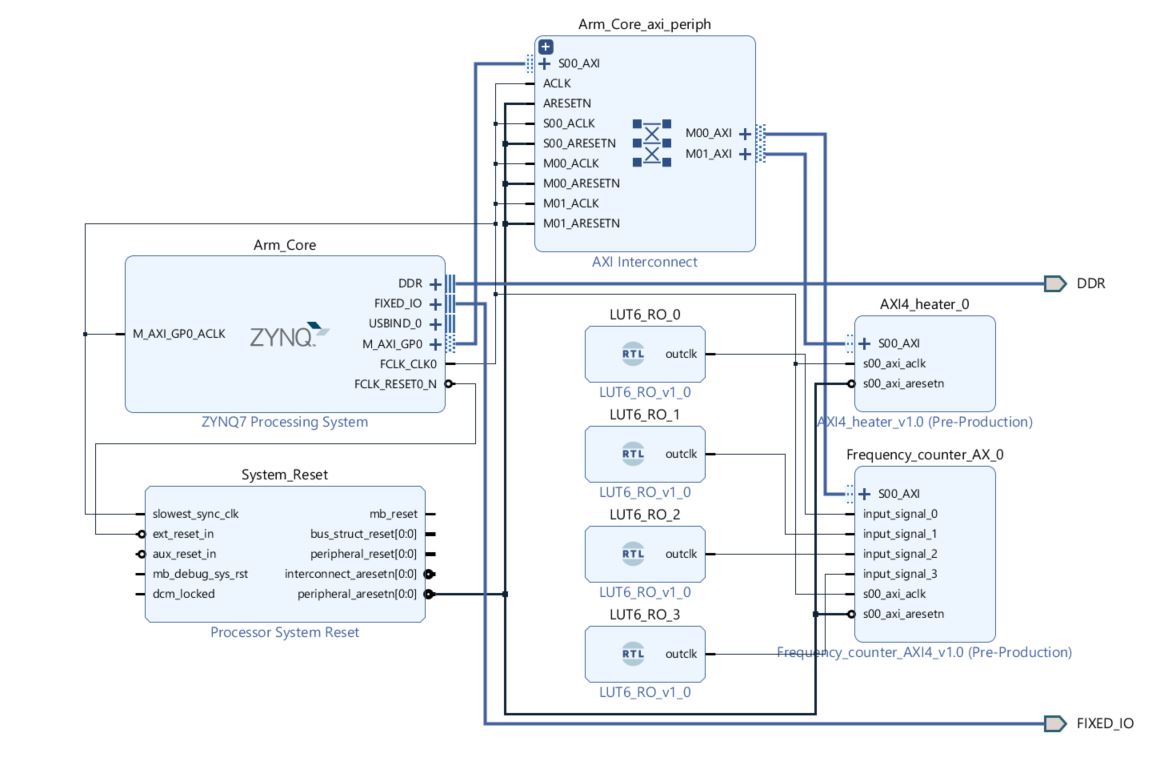 Arm_Core_axi_periph
S00_AXI
ACLK
ARESETN
S00_ACLK
S00_ARESETN
M00_ACLK
M00_ARESETN
M01_ACLK
M01_ARESETN
M00_AXI
M01_AXI
AXI Interconnect
Arm_Core
M_AXI_GP0_ACLK
ZYNQ
DDR
FIXED_IO
USBIND_0
M_AXI_GP0
FCLK_CLK0
FCLK_RESET0_N
ZYNQ7 Processing System
System_Reset
slowest_sync_clk
ext_reset_in
aux_reset_in
mb_debug_sys_rst
dcm_locked
mb_reset
bus_struct_reset[0:0]
peripheral_reset[0:0]
interconnect_aresetn[0:0]
peripheral_aresetn[0:0]
Processor System Reset
LUT6_RO_0
RTL
outclk
LUT6_RO_v1_0
LUT6_RO_1
RTL
outclk
LUT6_RO_v1_0
LUT6_RO_2
RTL
outclk
LUT6_RO_v1_0
LUT6_RO_3
RTL
outclk
LUT6_RO_v1_0
DDR
AXI4_heater_0
S00_AXI
s00_axi_aclk
s00_axi_aresetn
AXI4_heater_v1.0 (Pre-Production)
Frequency_counter_AX_0
S00_AXI
input_signal_0
input_signal_1
input_signal_2
input_signal_3
s00_axi_aclk
s00_axi_aresetn
Frequency_counter_AXI4_v1.0 (Pre-Production)
FIXED_IO